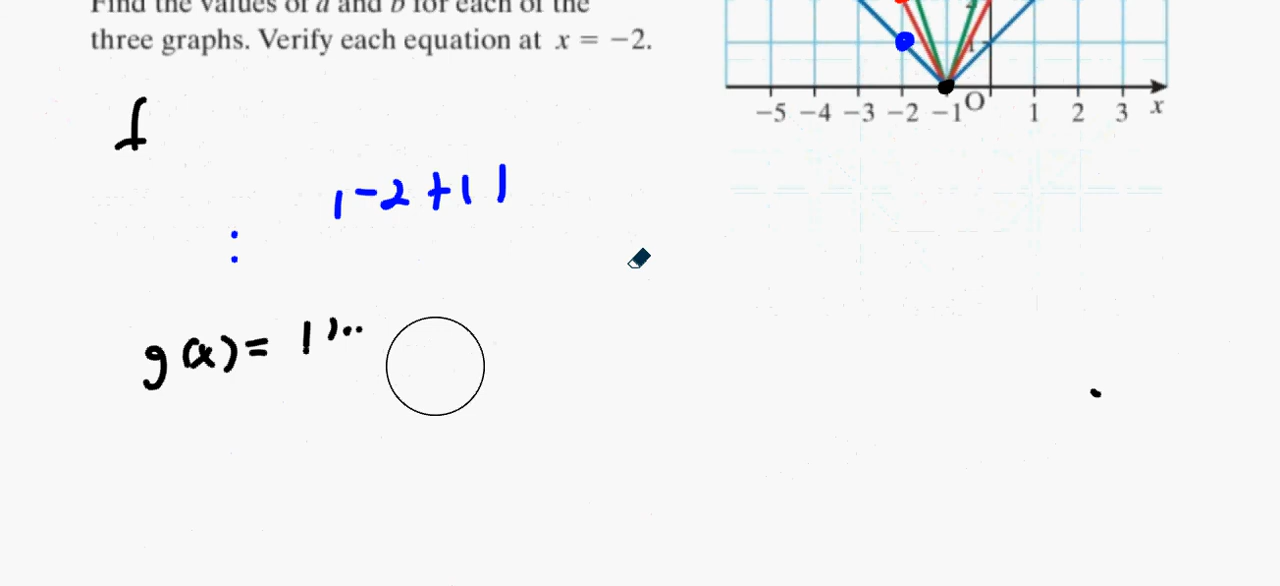 Find the values of a and b for each of the
three graphs. Verify each equation at x = −2.
1
−5 −4 −3 −2 −1 O 1 2 3 x
f
|-2+1|
:
g(x)= |